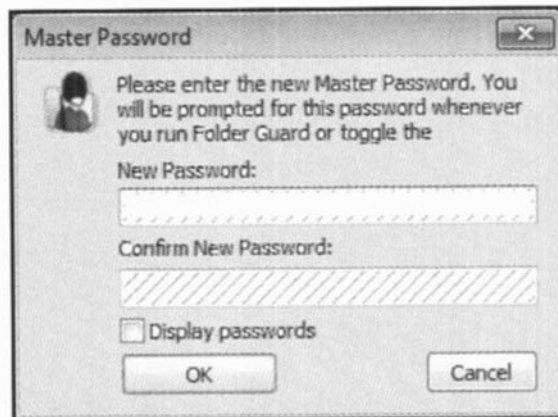 Master Password
Please enter the new Master Password. You
will be prompted for this password whenever
you run Folder Guard or toggle the
New Password:
Confirm New Password:
Display passwords
OK
Cancel